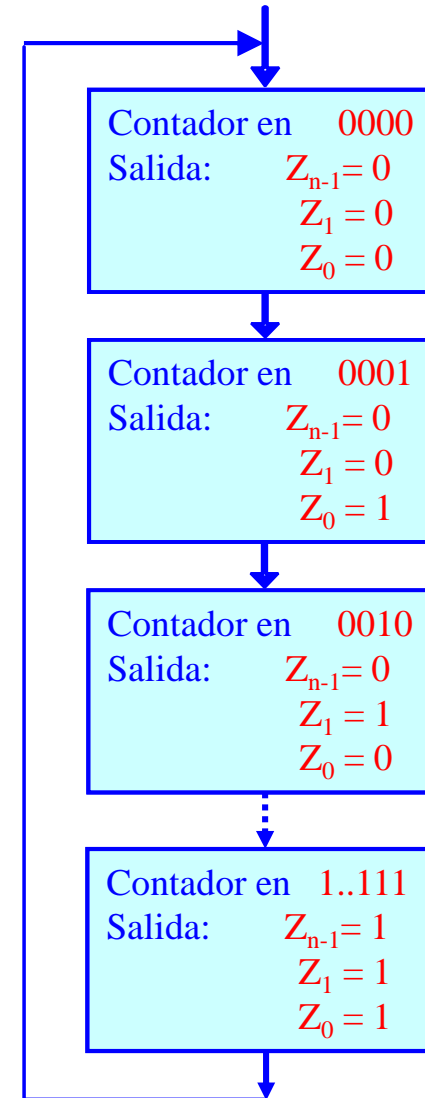 Contador en 0000
Salida: Zn-1= 0
Z1 = 0
Z0 = 0
Contador en 0001
Salida: Zn-1= 0
Z1 = 0
Z0 = 1
Contador en 0010
Salida: Zn-1= 0
Z1 = 1
Z0 = 0
Contador en 1..111
Salida: Zn-1= 1
Z1 = 1
Z0 = 1